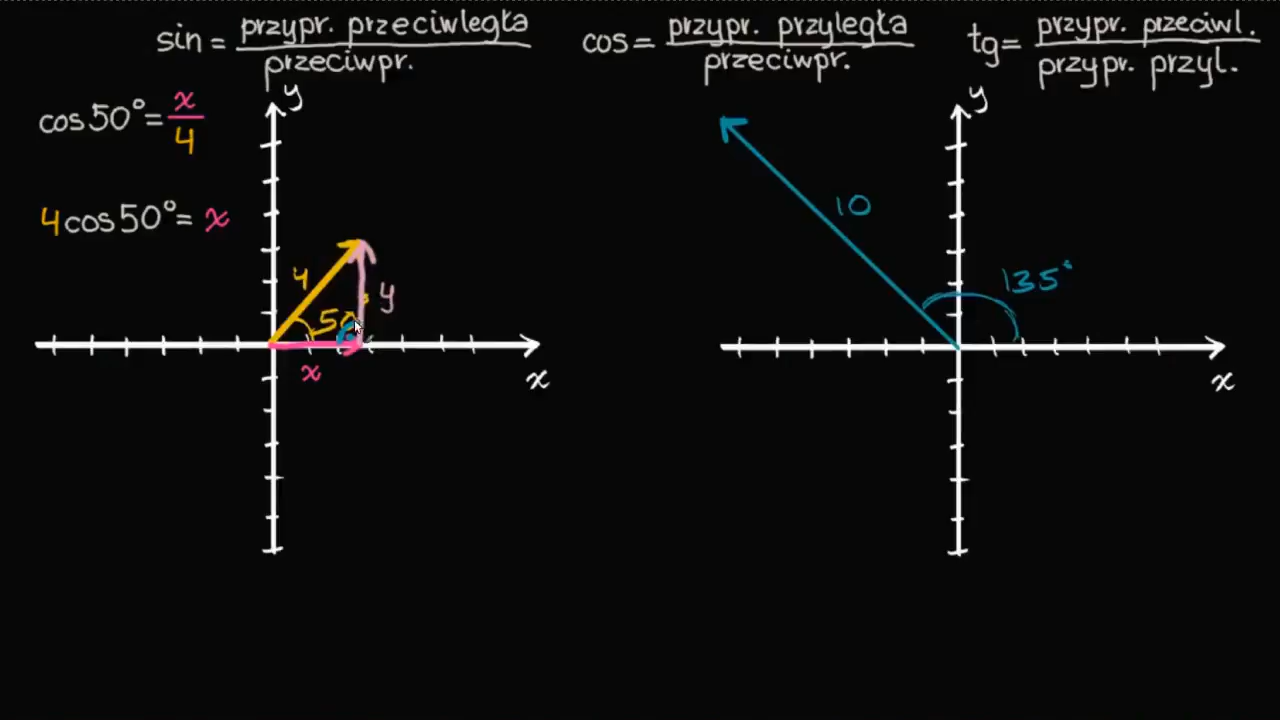 sin = przypr. przeciwległa / przeciwpr.
cos = przypr. przyległa / przeciwpr.
tg = przypr. przeciwl. / przypr. przyl.
cos 50° = x / 4
4 cos 50° = x
y
4
50
y
x
x
y
10
135°
x